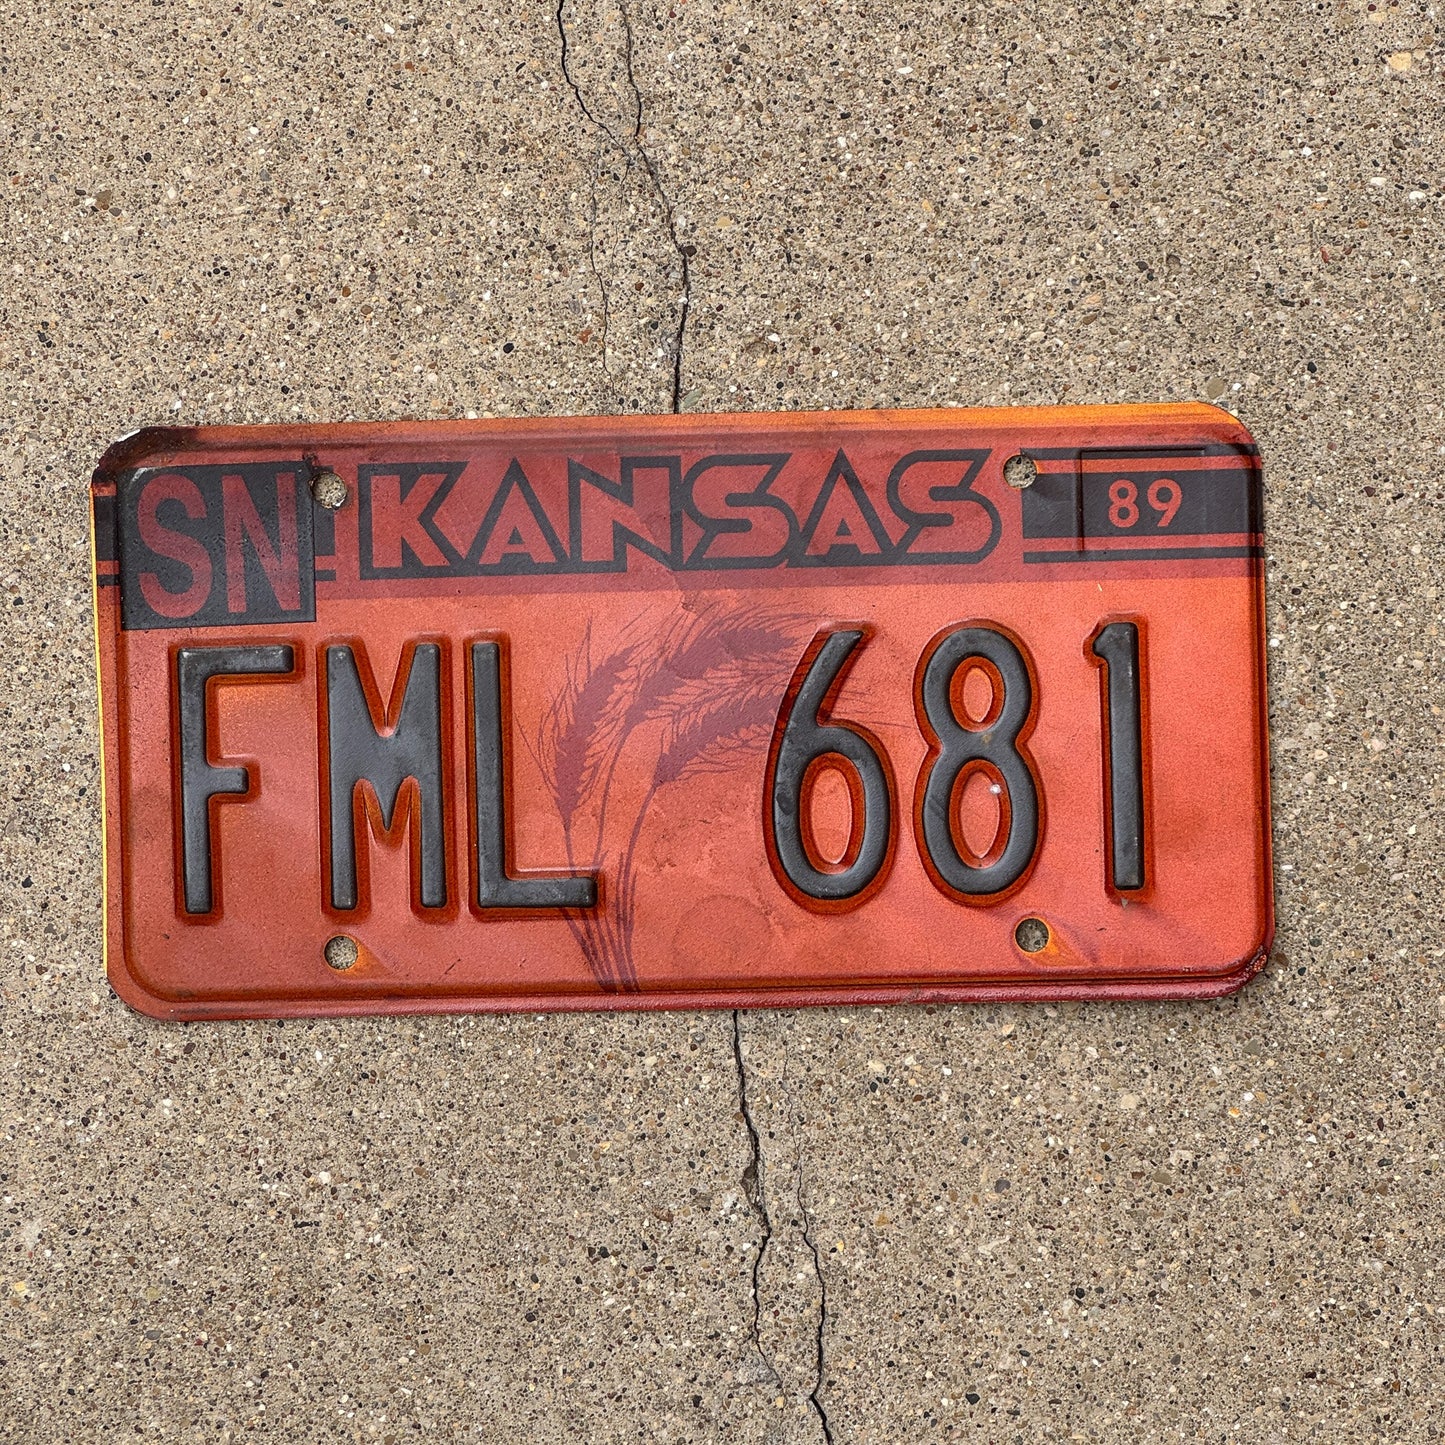 SN KANSAS 89
FML 681